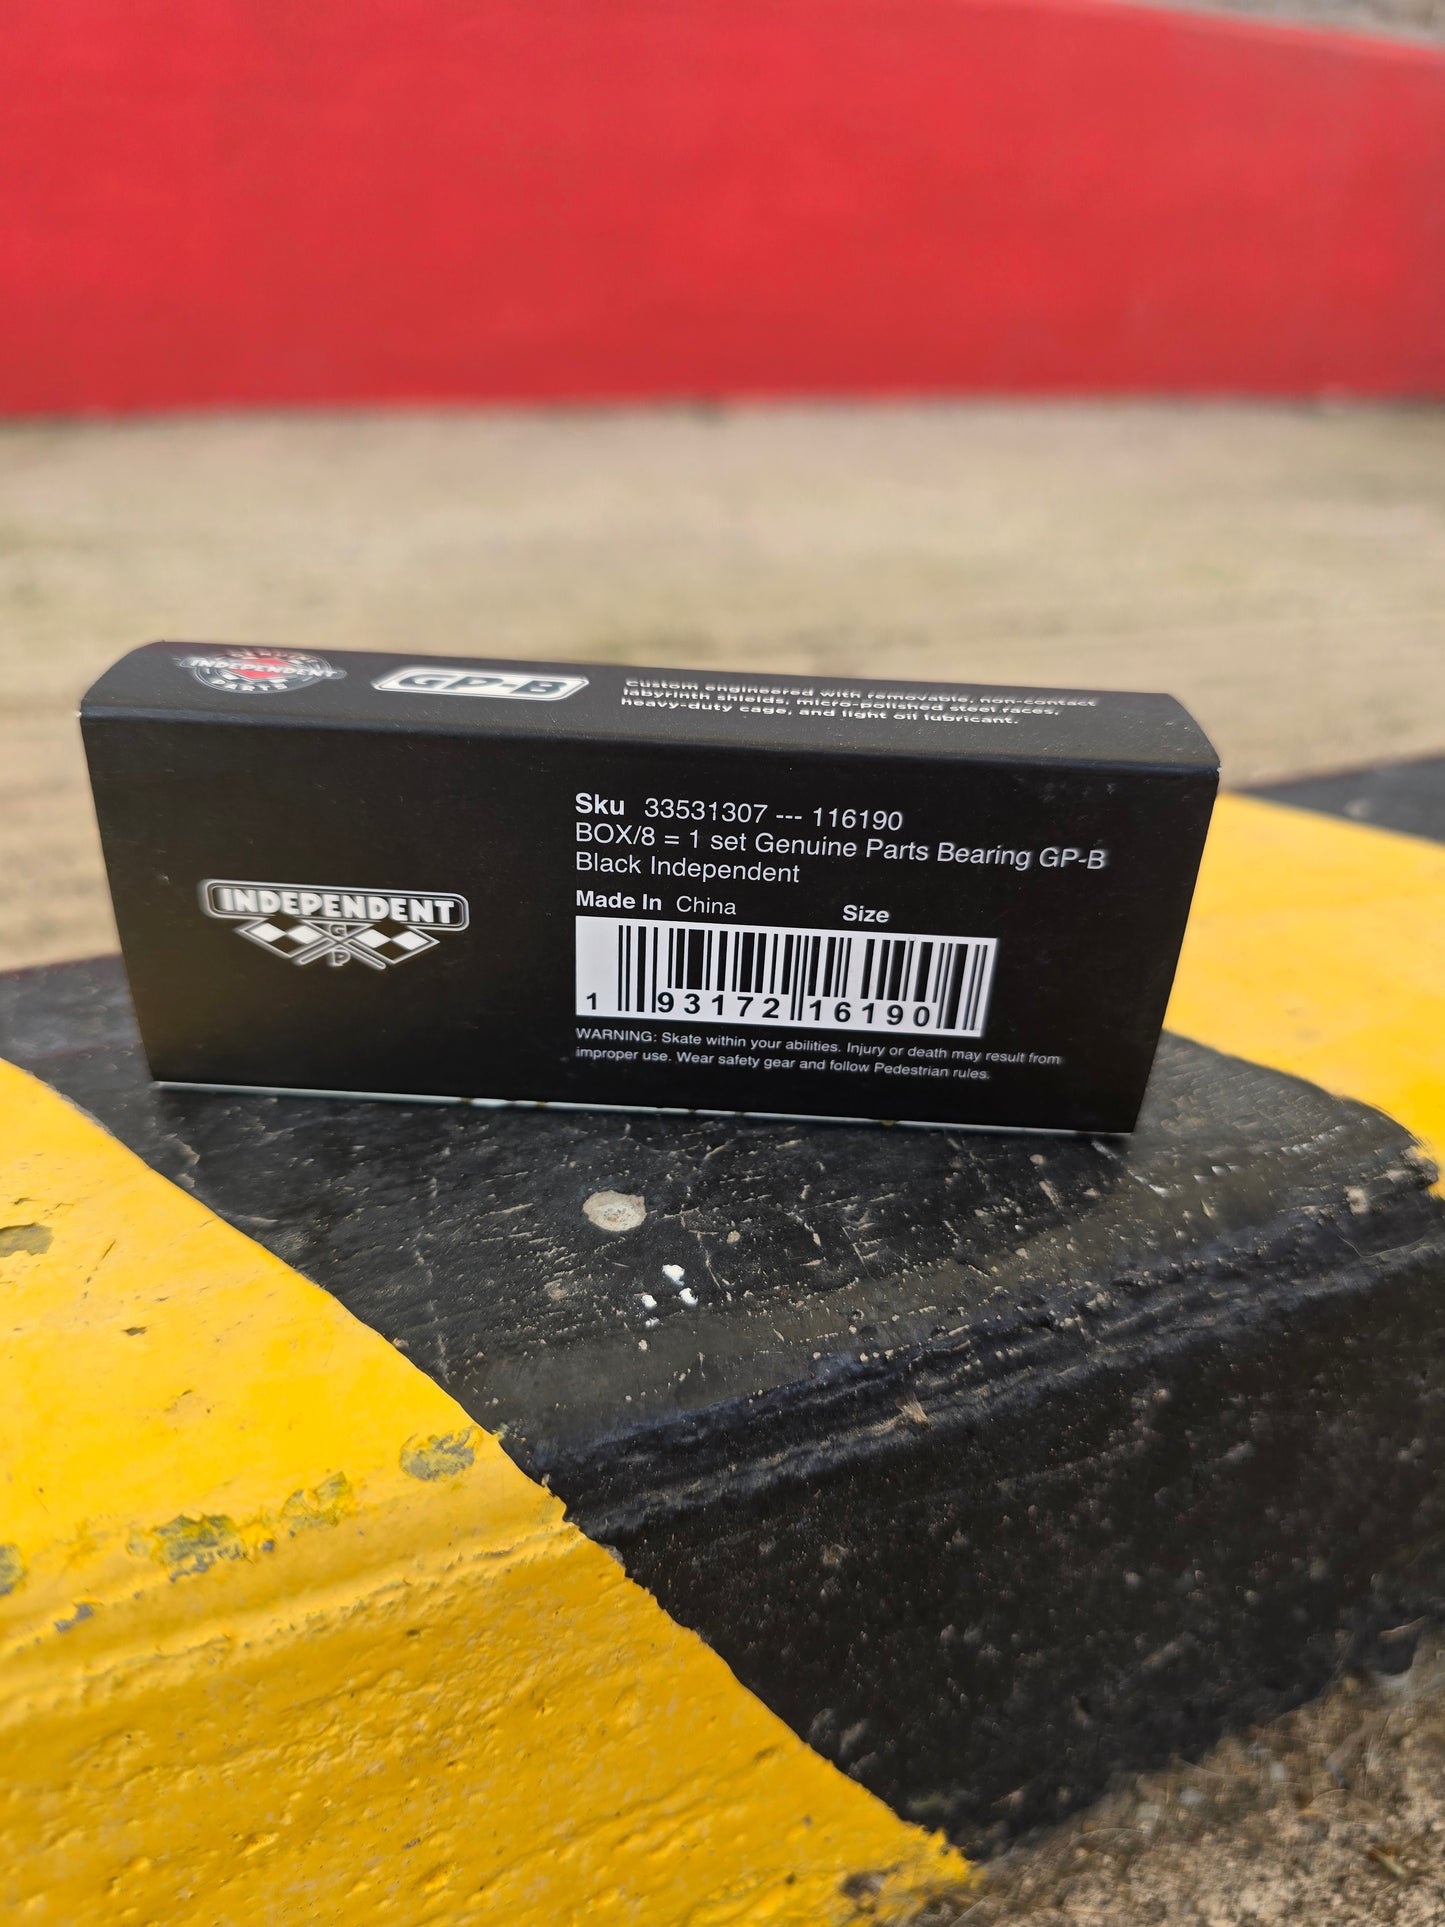 GENUINE
INDEPENDENT
PARTS
GP-B
Custom engineered with removable, non-contact
labyrinth shields, micro-polished steel races,
heavy-duty cage, and light oil lubricant.
INDEPENDENT
G
P
Sku 33531307 --- 116190
BOX/8 = 1 set Genuine Parts Bearing GP-B
Black Independent
Made In China Size
1 93172 16190
WARNING: Skate within your abilities. Injury or death may result from
improper use. Wear safety gear and follow Pedestrian rules.